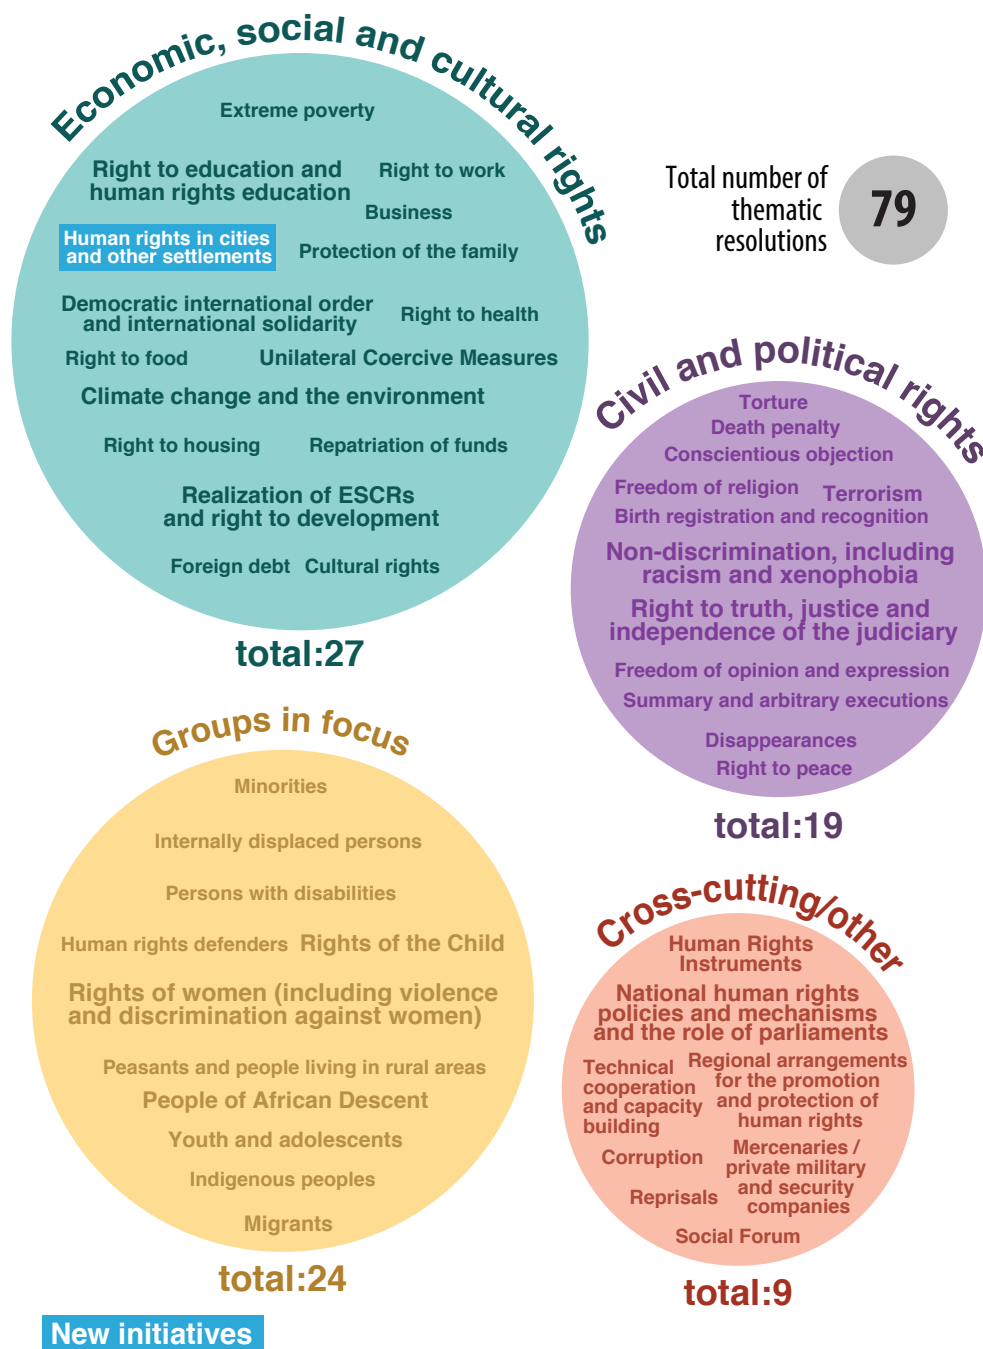 Economic, social and cultural rights
Extreme poverty
Right to education and
human rights education
Right to work
Business
Human rights in cities
and other settlements
Protection of the family
Democratic international order
and international solidarity
Right to health
Right to food
Unilateral Coercive Measures
Climate change and the environment
Right to housing
Repatriation of funds
Realization of ESCRs
and right to development
Foreign debt
Cultural rights
total:27
Total number of
thematic
resolutions
79
Civil and political rights
Torture
Death penalty
Conscientious objection
Freedom of religion
Terrorism
Birth registration and recognition
Non-discrimination, including
racism and xenophobia
Right to truth, justice and
independence of the judiciary
Freedom of opinion and expression
Summary and arbitrary executions
Disappearances
Right to peace
total:19
Groups in focus
Minorities
Internally displaced persons
Persons with disabilities
Human rights defenders
Rights of the Child
Rights of women (including violence
and discrimination against women)
Peasants and people living in rural areas
People of African Descent
Youth and adolescents
Indigenous peoples
Migrants
total:24
Cross-cutting/other
Human Rights
Instruments
National human rights
policies and mechanisms
and the role of parliaments
Technical
cooperation
and capacity
building
Regional arrangements
for the promotion
and protection of
human rights
Corruption
Mercenaries /
private military
and security
companies
Reprisals
Social Forum
total:9
New initiatives